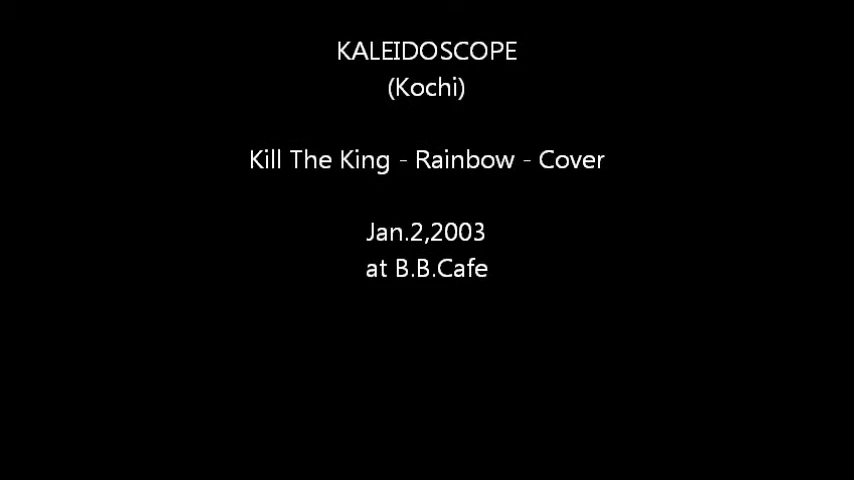 KALEIDOSCOPE
(Kochi)
Kill The King - Rainbow - Cover
Jan.2,2003
at B.B.Cafe